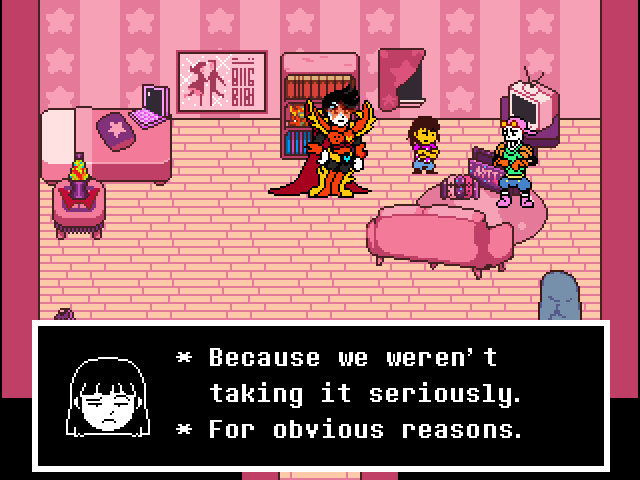 * Because we weren't
taking it seriously.
* For obvious reasons.